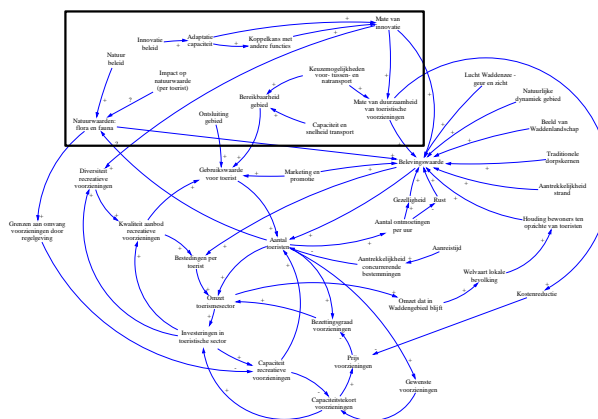 Mate van
innovatie
Innovatie
beleid
Adaptatie
capaciteit
Koppelkans met
andere functies
Natuur
beleid
Impact op
natuurwaarde
(per toerist)
Keuzemogelijkheden
voor- tussen- en
natransport
Bereikbaarheid
gebied
Mate van duurzaamheid
van toeristische
voorzieningen
Lucht Waddenzee -
geur en zicht
Natuurlijke
dynamiek gebied
Natuurwaarden:
flora en fauna
Ontsluiting
gebied
Capaciteit en
snelheid transport
Beeld van
Waddenlandschap
Traditionele
dorpskernen
Diversiteit
recreatieve
voorzieningen
Gebruikswaarde
voor toerist
Marketing en
promotie
Belevingswaarde
Aantrekkelijkheid
strand
Gezelligheid
Rust
Grenzen aan omvang
voorzieningen door
regelgeving
Kwaliteit aanbod
recreatieve
voorzieningen
Aantal ontmoetingen
per uur
Houding bewoners ten
opzichte van toeristen
Aantal
toeristen
Bestedingen per
toerist
Aantrekkelijkheid
concurrerende
bestemmingen
Aanreistijd
Welvaart lokale
bevolking
Omzet
toerismesector
Omzet dat in
Waddengebied blijft
Kostenreductie
Bezettingsgraad
voorzieningen
Investeringen in
toeristische sector
Prijs
voorzieningen
Capaciteit
recreatieve
voorzieningen
Gewenste
voorzieningen
Capaciteitstekort
voorzieningen